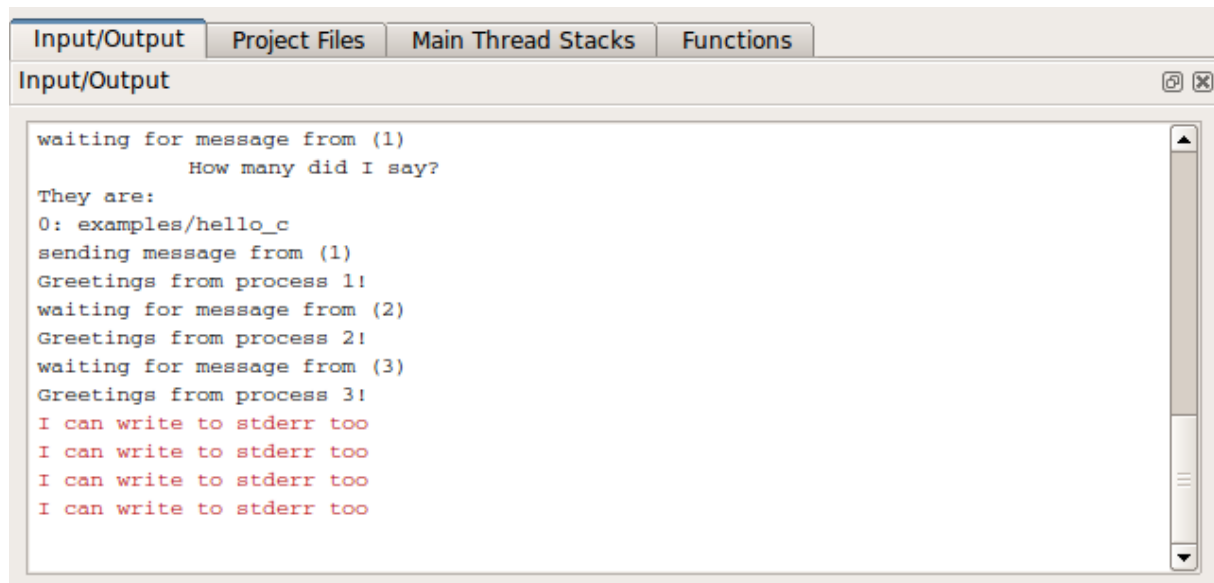 Input/Output Project Files Main Thread Stacks Functions
Input/Output
waiting for message from (1)
How many did I say?
They are:
0: examples/hello_c
sending message from (1)
Greetings from process 1!
waiting for message from (2)
Greetings from process 2!
waiting for message from (3)
Greetings from process 3!
I can write to stderr too
I can write to stderr too
I can write to stderr too
I can write to stderr too